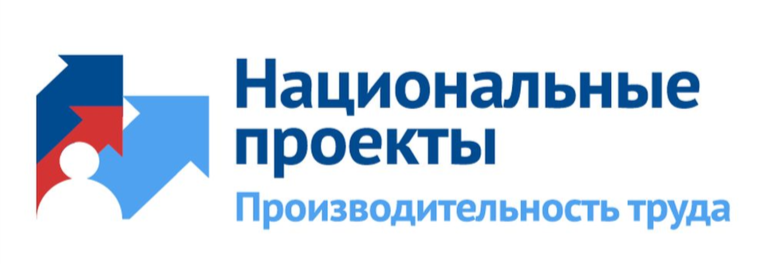 Национальные
проекты
Производительность труда